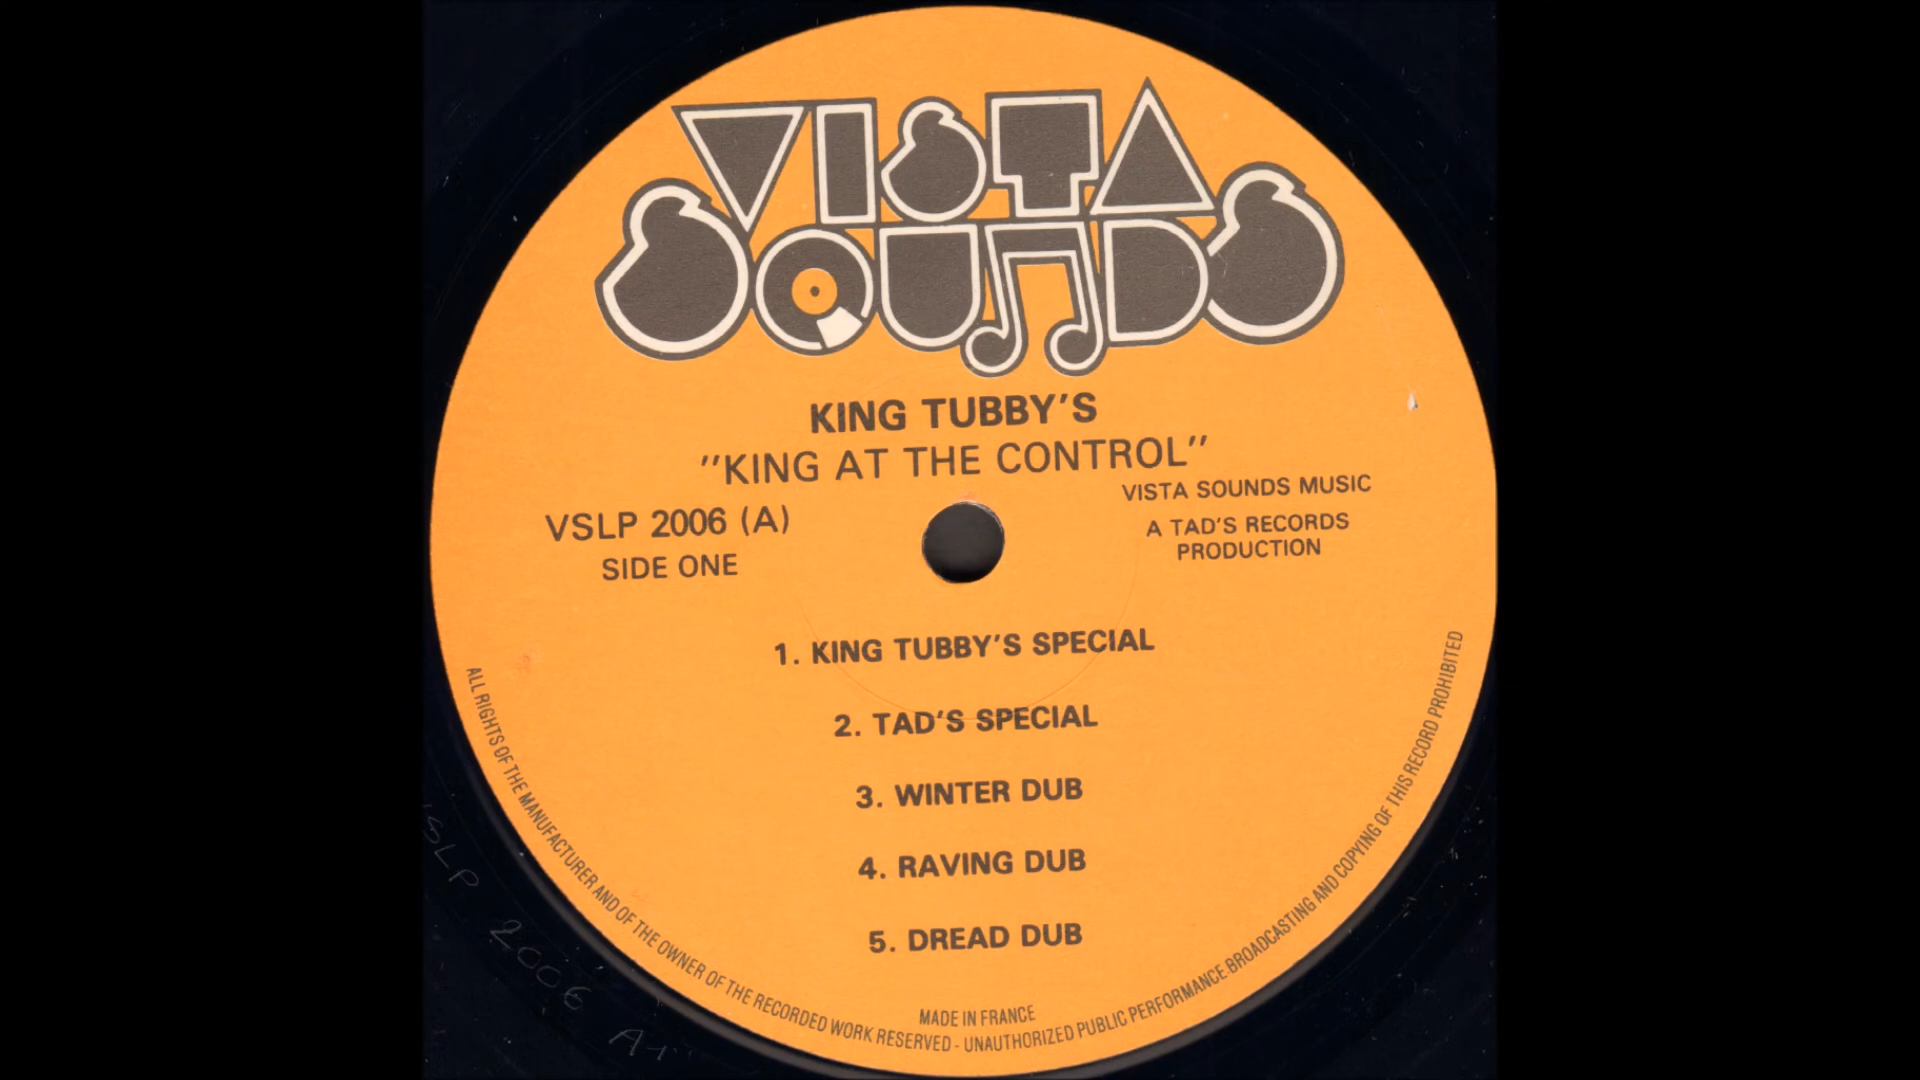 VISTA
SOUNDS
KING TUBBY'S
"KING AT THE CONTROL"
VSLP 2006 (A)
SIDE ONE
VISTA SOUNDS MUSIC
A TAD'S RECORDS
PRODUCTION
1. KING TUBBY'S SPECIAL
2. TAD'S SPECIAL
3. WINTER DUB
4. RAVING DUB
5. DREAD DUB
MADE IN FRANCE
ALL RIGHTS OF THE MANUFACTURER AND OF THE OWNER OF THE RECORDED WORK RESERVED - UNAUTHORIZED PUBLIC PERFORMANCE. BROADCASTING AND COPYING OF THIS RECORD PROHIBITED
VSLP 2006 A1